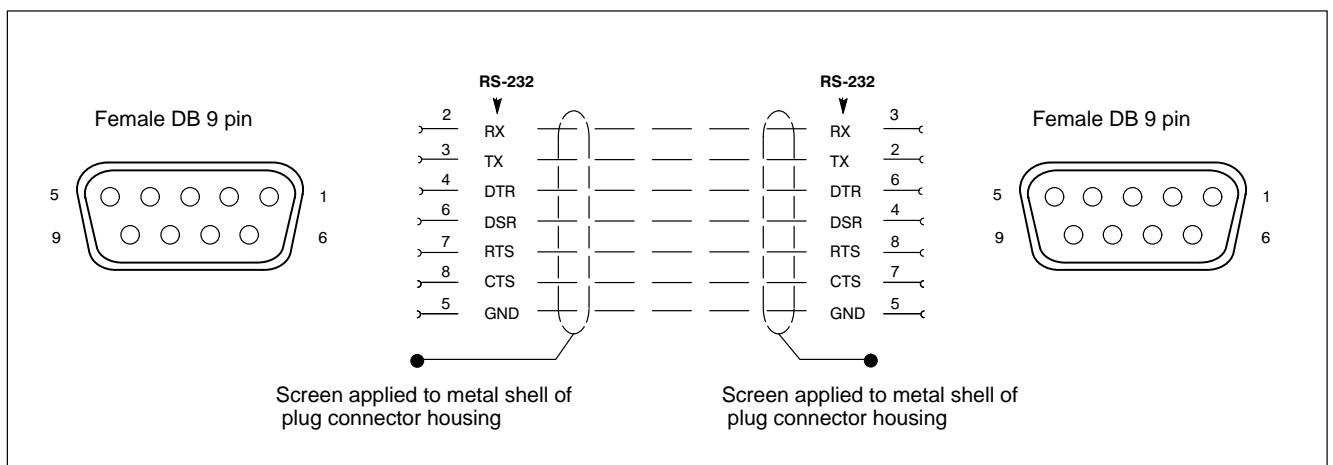 RS-232
RS-232
Female DB 9 pin
Female DB 9 pin
5
1
9
6
2 RX RX 3
3 TX TX 2
4 DTR DTR 6
6 DSR DSR 4
7 RTS RTS 8
8 CTS CTS 7
5 GND GND 5
5
1
9
6
Screen applied to metal shell of
plug connector housing
Screen applied to metal shell of
plug connector housing